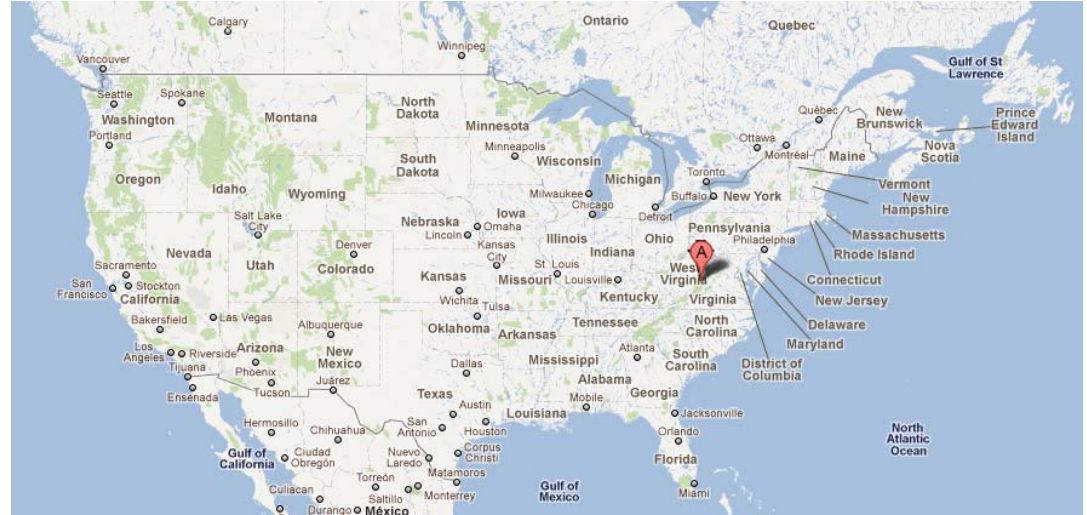 Calgary
Ontario
Quebec
Winnipeg
Vancouver
Gulf of St
Lawrence
Seattle
Spokane
Washington
Montana
North
Dakota
Minnesota
Québec
New
Brunswick
Prince
Edward
Island
Portland
Ottawa
Montréal
Maine
Nova
Scotia
Minneapolis
Wisconsin
South
Dakota
Oregon
Idaho
Wyoming
Michigan
Toronto
Buffalo
New York
Vermont
New
Hampshire
Milwaukee
Chicago
Detroit
Massachusetts
Nebraska
Iowa
Omaha
Lincoln
Salt Lake
City
Pennsylvania
Philadelphia
Rhode Island
Nevada
Utah
Denver
Colorado
Kansas
City
Illinois
Indiana
Ohio
A
West
Virginia
Connecticut
Sacramento
San
Francisco
Stockton
California
Kansas
Missouri
St. Louis
Louisville
Kentucky
Virginia
New Jersey
Wichita
Tulsa
Las Vegas
Bakersfield
Albuquerque
Oklahoma
Arkansas
Tennessee
North
Carolina
Delaware
Maryland
Los
Angeles
Riverside
Arizona
New
Mexico
Phoenix
Tucson
Tijuana
Ensenada
Juárez
Dallas
Mississippi
Atlanta
South
Carolina
District of
Columbia
Alabama
Georgia
Texas
Austin
Louisiana
Mobile
Jacksonville
Hermosillo
Chihuahua
San
Antonio
Houston
Orlando
North
Atlantic
Ocean
Gulf of
California
Ciudad
Obregón
Nuevo
Laredo
Corpus
Christi
Florida
Culiacan
Torreón
Matamoros
Saltillo
Monterrey
Gulf of
Mexico
Miami
Durango
México